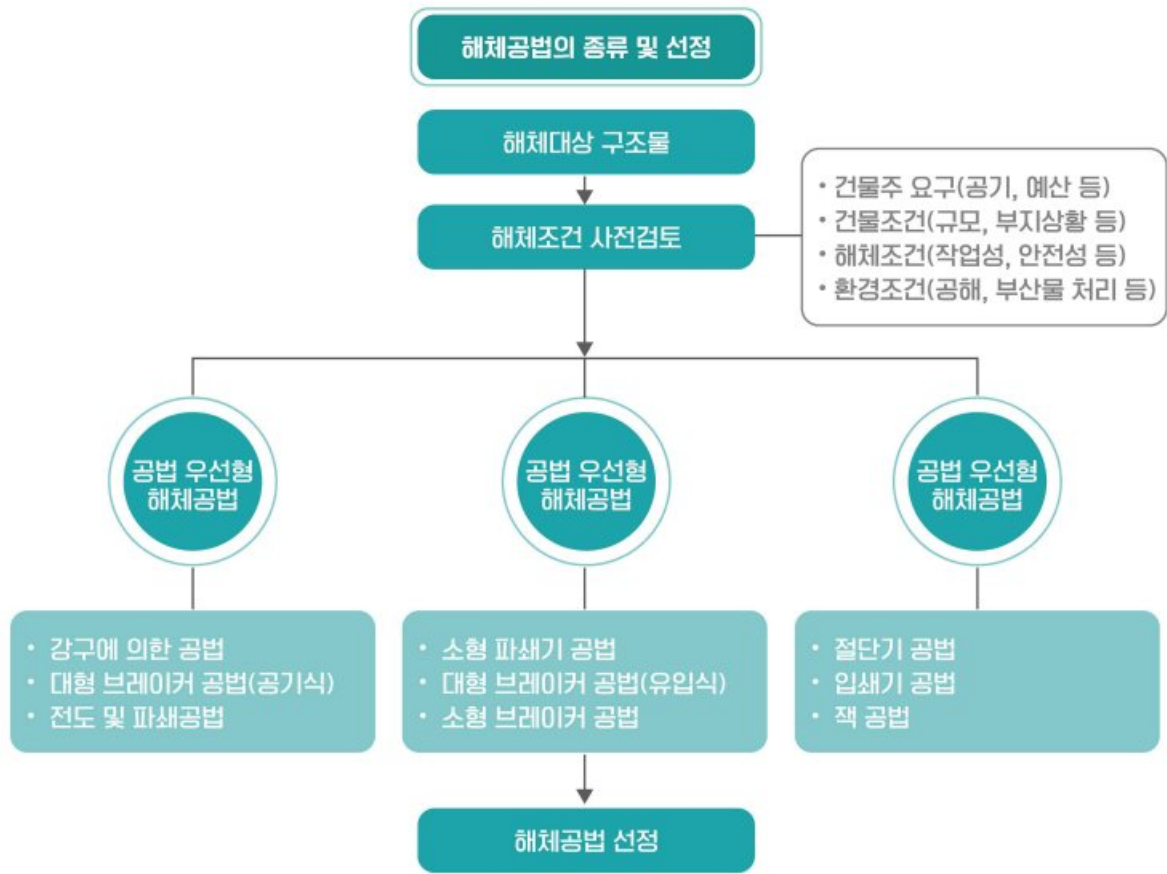 해체공법의 종류 및 선정
해체대상 구조물
해체조건 사전검토
• 건물주 요구(공기, 예산 등)
• 건물조건(규모, 부지상황 등)
• 해체조건(작업성, 안전성 등)
• 환경조건(공해, 부산물 처리 등)
공법 우선형
해체공법
공법 우선형
해체공법
공법 우선형
해체공법
• 강구에 의한 공법
• 대형 브레이커 공법(공기식)
• 전도 및 파쇄공법
• 소형 파쇄기 공법
• 대형 브레이커 공법(유입식)
• 소형 브레이커 공법
• 절단기 공법
• 입쇄기 공법
• 잭 공법
해체공법 선정